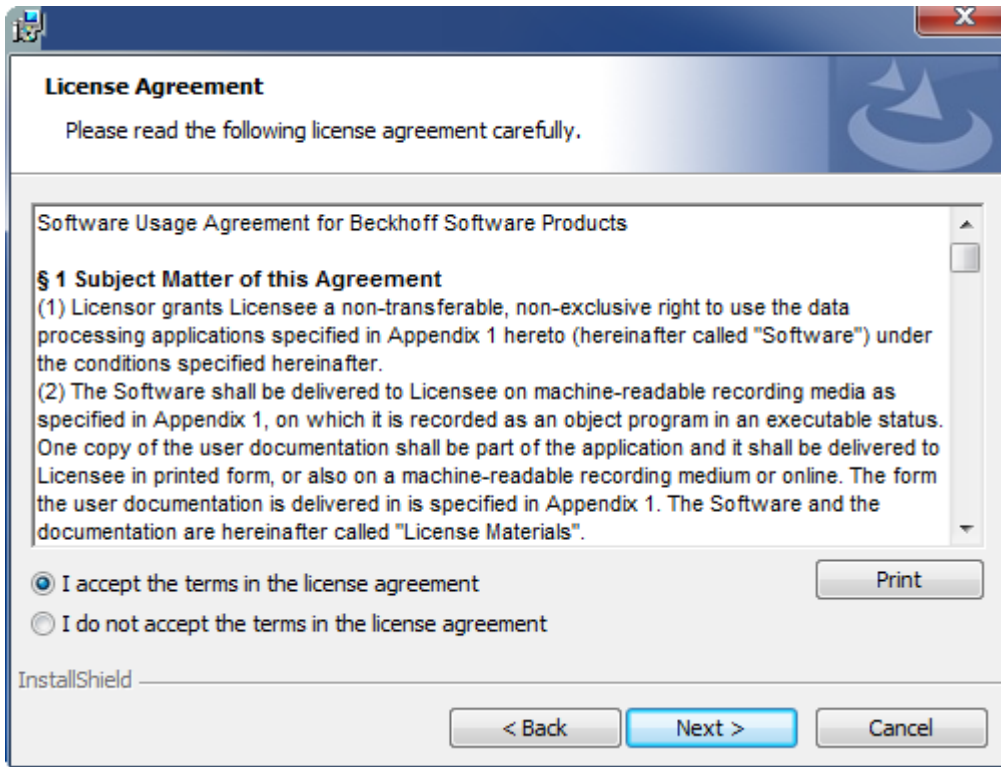 License Agreement
Please read the following license agreement carefully.
Software Usage Agreement for Beckhoff Software Products
§ 1 Subject Matter of this Agreement
(1) Licensor grants Licensee a non-transferable, non-exclusive right to use the data
processing applications specified in Appendix 1 hereto (hereinafter called "Software") under
the conditions specified hereinafter.
(2) The Software shall be delivered to Licensee on machine-readable recording media as
specified in Appendix 1, on which it is recorded as an object program in an executable status.
One copy of the user documentation shall be part of the application and it shall be delivered to
Licensee in printed form, or also on a machine-readable recording medium or online. The form
the user documentation is delivered in is specified in Appendix 1. The Software and the
documentation are hereinafter called "License Materials".
I accept the terms in the license agreement
Print
I do not accept the terms in the license agreement
InstallShield
< Back
Next >
Cancel